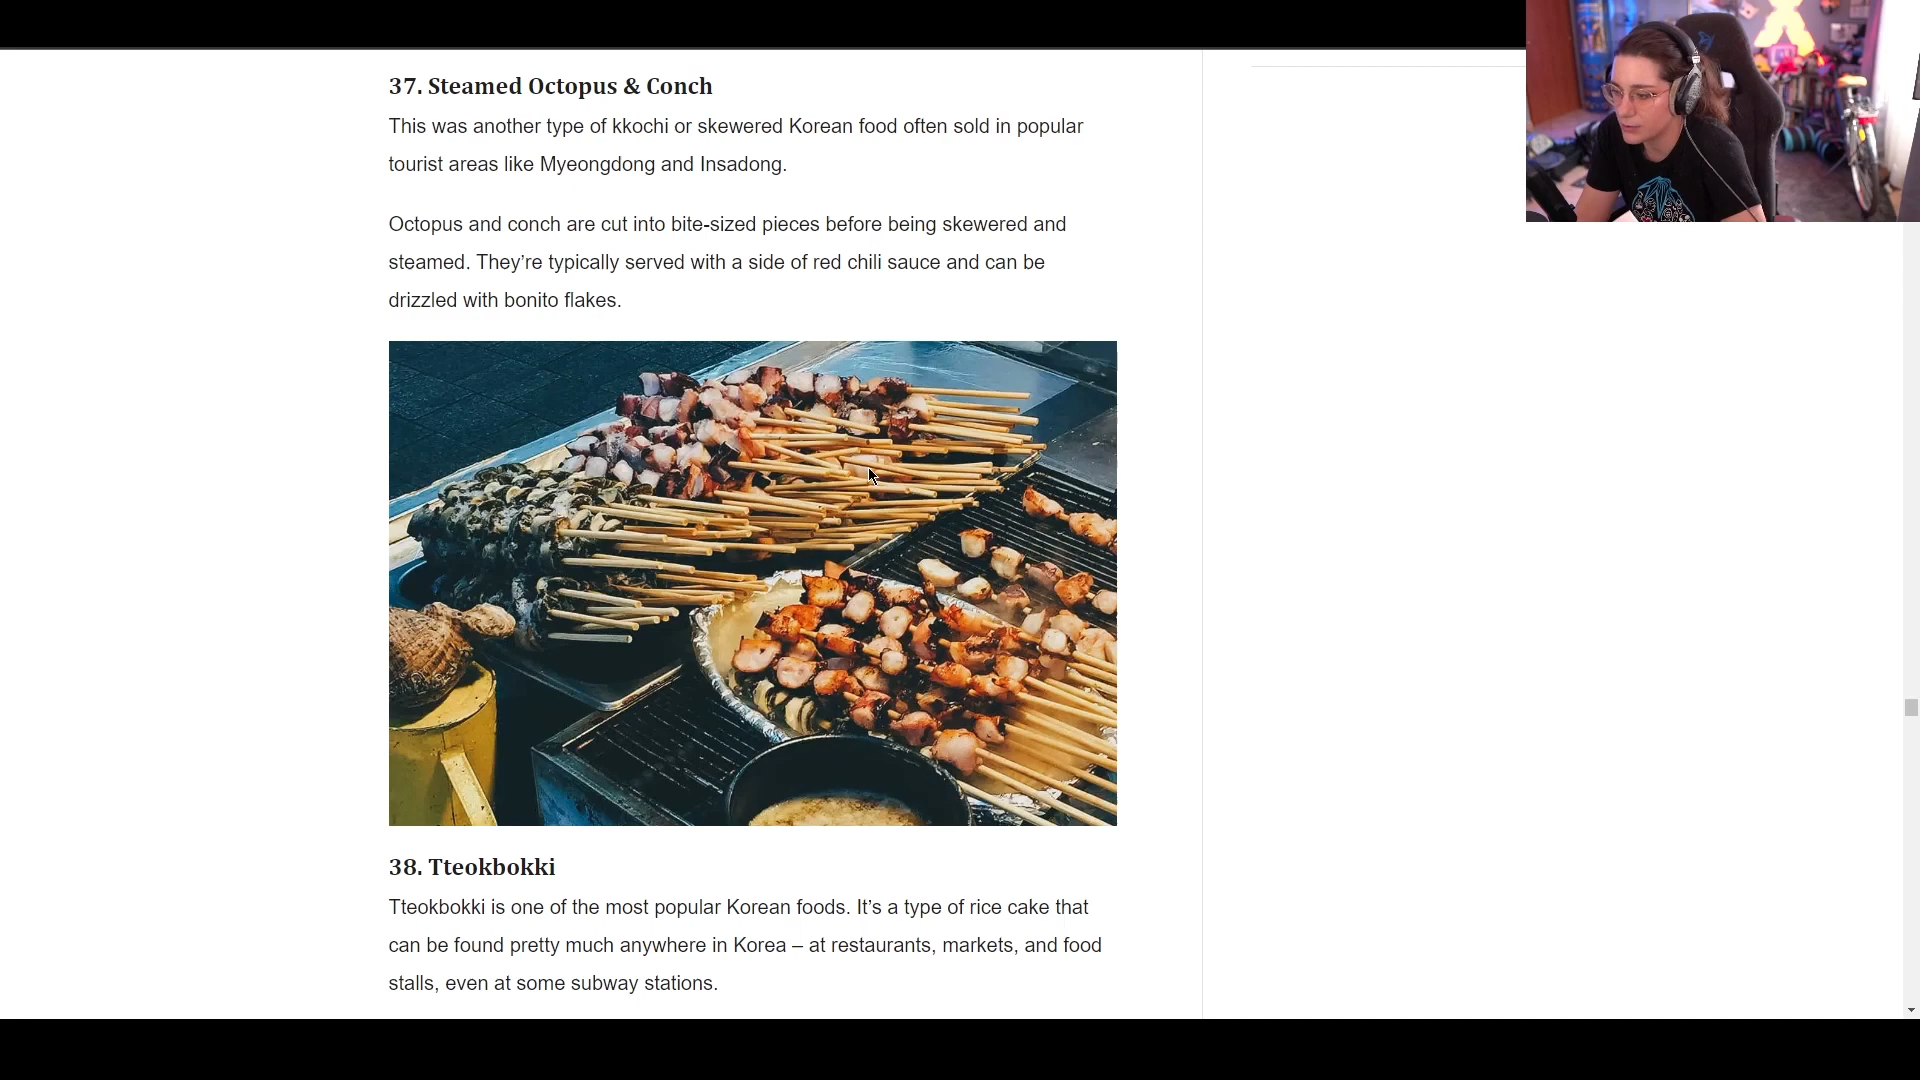 37. Steamed Octopus & Conch
This was another type of kkochi or skewered Korean food often sold in popular
tourist areas like Myeongdong and Insadong.
Octopus and conch are cut into bite-sized pieces before being skewered and
steamed. They’re typically served with a side of red chili sauce and can be
drizzled with bonito flakes.
38. Tteokbokki
Tteokbokki is one of the most popular Korean foods. It’s a type of rice cake that
can be found pretty much anywhere in Korea – at restaurants, markets, and food
stalls, even at some subway stations.